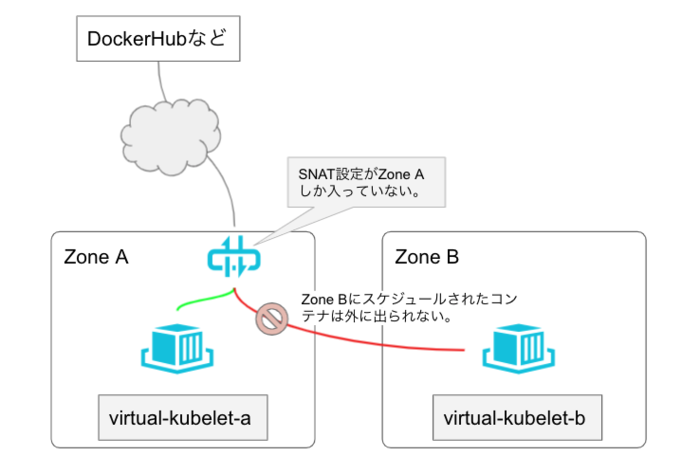 DockerHubなど
SNAT設定がZone A
しか入っていない。
Zone A
Zone B
Zone Bにスケジュールされたコン
テナは外に出られない。
virtual-kubelet-a
virtual-kubelet-b